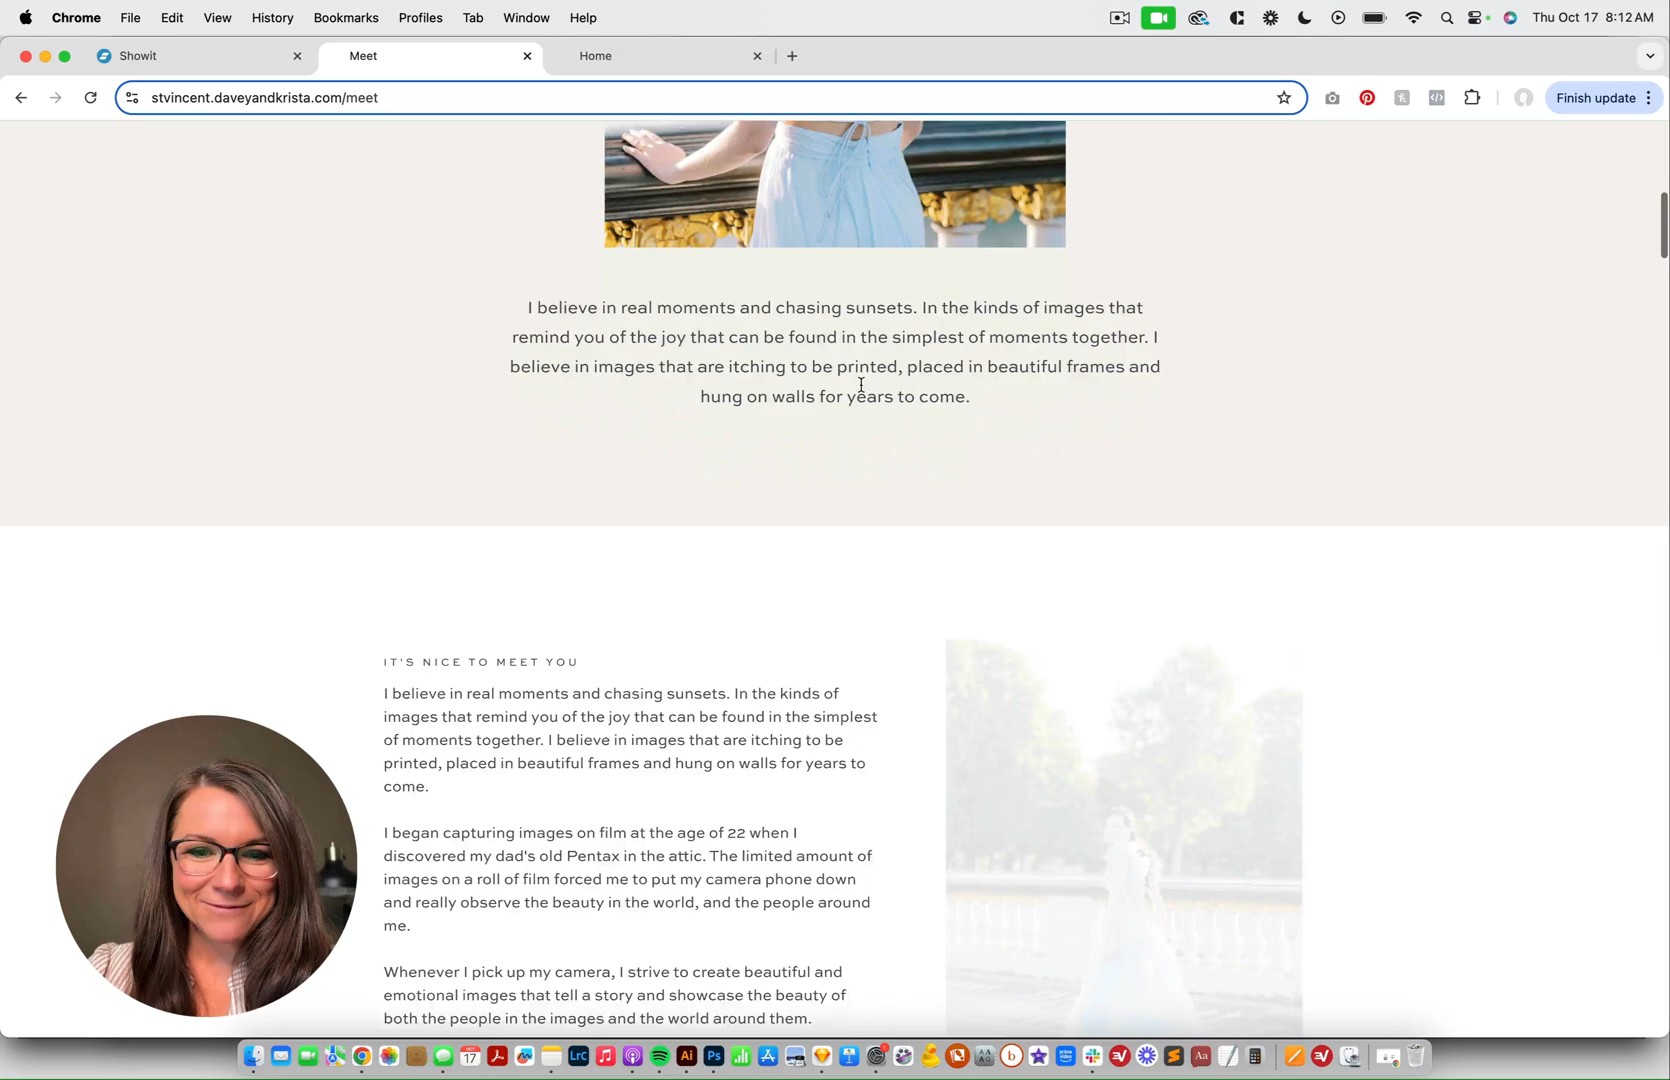 Chrome File Edit View History Bookmarks Profiles Tab Window Help Thu Oct 17 8:12 AM
Showit Meet Home
stvincent.daveyandkrista.com/meet Finish update
I believe in real moments and chasing sunsets. In the kinds of images that
remind you of the joy that can be found in the simplest of moments together. I
believe in images that are itching to be printed, placed in beautiful frames and
hung on walls for years to come.
IT'S NICE TO MEET YOU
I believe in real moments and chasing sunsets. In the kinds of
images that remind you of the joy that can be found in the simplest
of moments together. I believe in images that are itching to be
printed, placed in beautiful frames and hung on walls for years to
come.
I began capturing images on film at the age of 22 when I
discovered my dad's old Pentax in the attic. The limited amount of
images on a roll of film forced me to put my camera phone down
and really observe the beauty in the world, and the people around
me.
Whenever I pick up my camera, I strive to create beautiful and
emotional images that tell a story and showcase the beauty of
both the people in the images and the world around them.
OCT 17 LrC Ai Ps b Aa